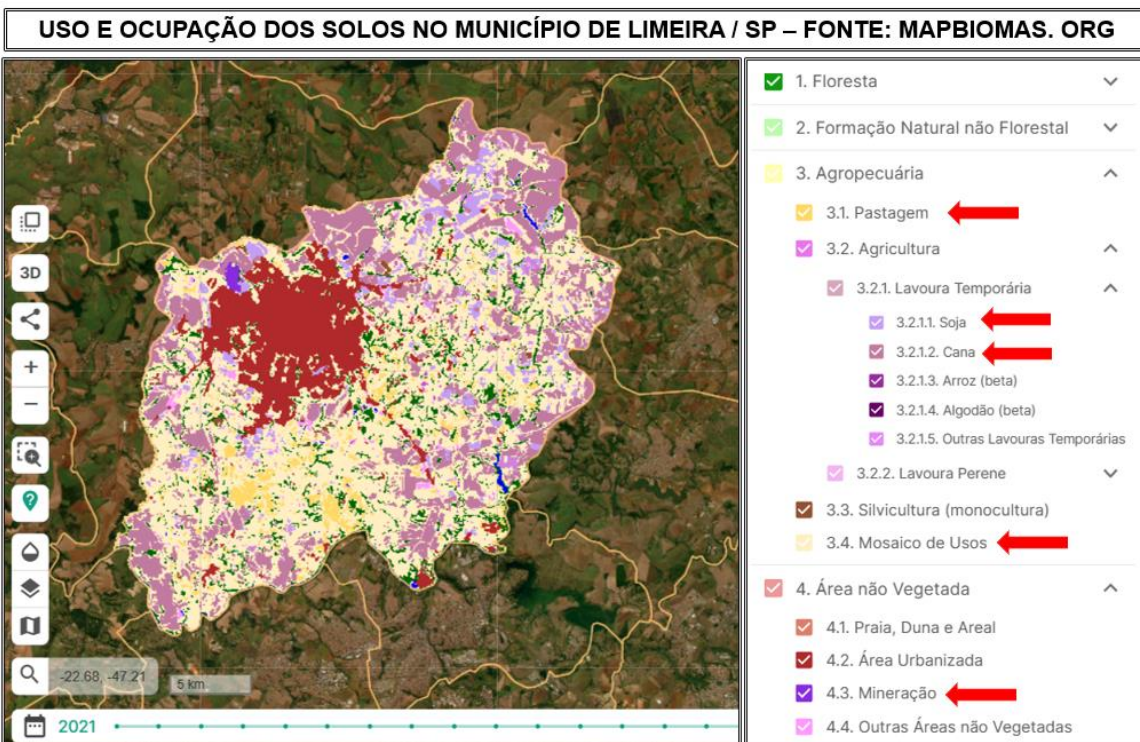 USO E OCUPAÇÃO DOS SOLOS NO MUNICÍPIO DE LIMEIRA / SP – FONTE: MAPBIOMAS. ORG
3D
-22.68, -47.21
5 km
2021
1. Floresta
2. Formação Natural não Florestal
3. Agropecuária
3.1. Pastagem
3.2. Agricultura
3.2.1. Lavoura Temporária
3.2.1.1. Soja
3.2.1.2. Cana
3.2.1.3. Arroz (beta)
3.2.1.4. Algodão (beta)
3.2.1.5. Outras Lavouras Temporárias
3.2.2. Lavoura Perene
3.3. Silvicultura (monocultura)
3.4. Mosaico de Usos
4. Área não Vegetada
4.1. Praia, Duna e Areal
4.2. Área Urbanizada
4.3. Mineração
4.4. Outras Áreas não Vegetadas